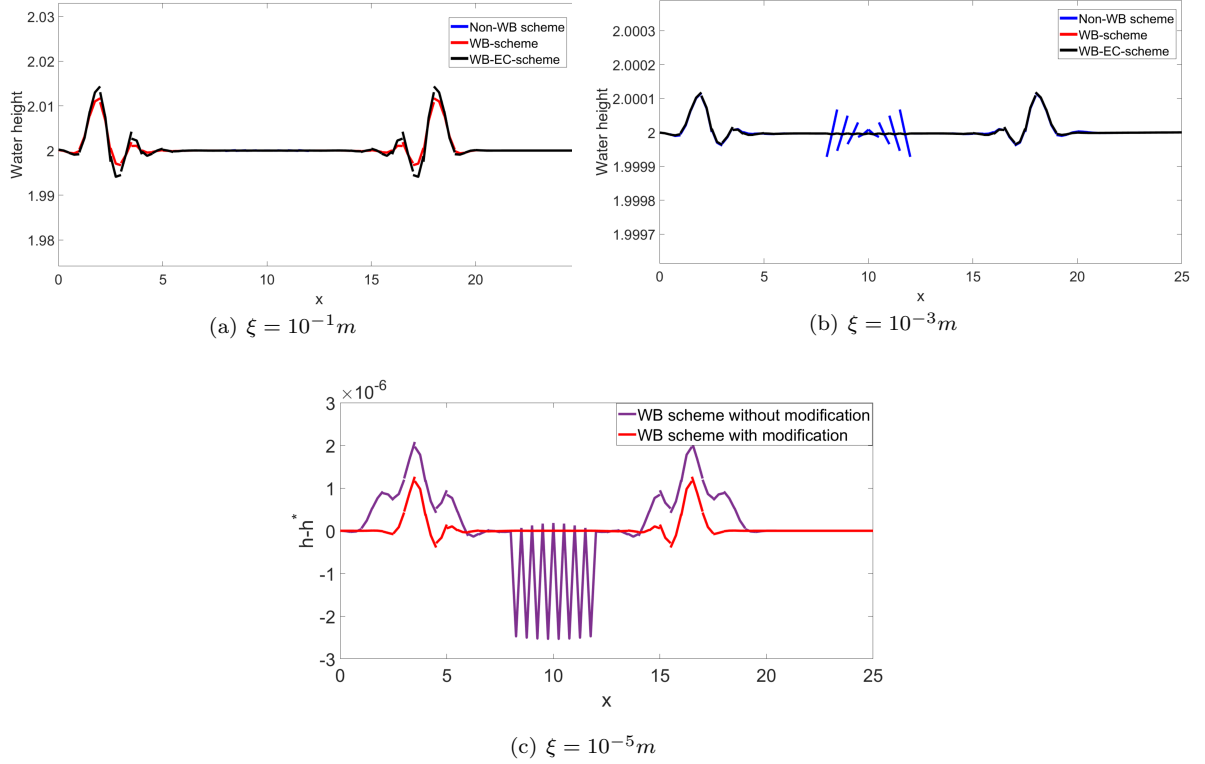 2.03
2.02
2.01
2
1.99
1.98
Water height
Non-WB scheme
WB-scheme
WB-EC-scheme
0 5 10 15 20
x
(a) ξ = 10⁻¹m
2.0003
2.0002
2.0001
2
1.9999
1.9998
1.9997
Water height
Non-WB scheme
WB-scheme
WB-EC-scheme
0 5 10 15 20 25
x
(b) ξ = 10⁻³m
×10⁻⁶
3
2
1
0
-1
-2
-3
h-h*
WB scheme without modification
WB scheme with modification
0 5 10 15 20 25
x
(c) ξ = 10⁻⁵m